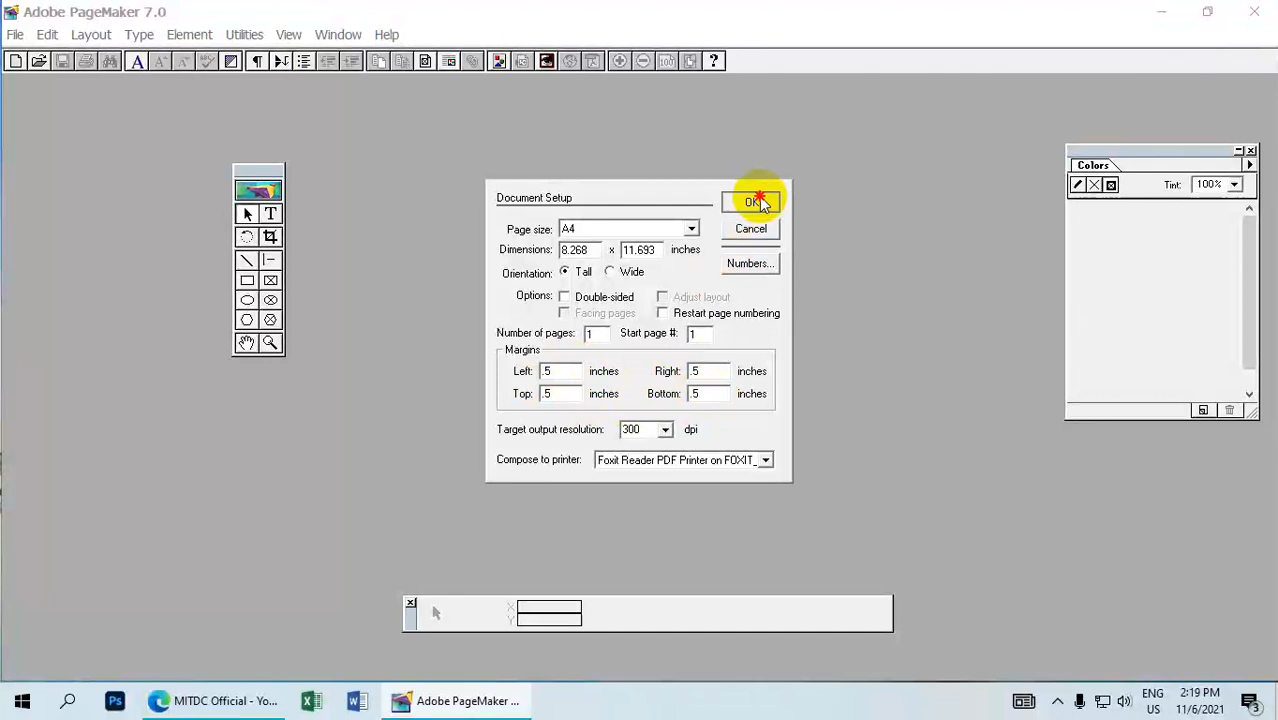 Adobe PageMaker 7.0
File Edit Layout Type Element Utilities View Window Help
Colors
Tint: 100%
Document Setup
OK
Page size: A4
Cancel
Dimensions: 8.268 x 11.693 inches
Numbers...
Orientation: Tall Wide
Options: Double-sided Adjust layout
Facing pages Restart page numbering
Number of pages: 1 Start page #: 1
Margins
Left: .5 inches Right: .5 inches
Top: .5 inches Bottom: .5 inches
Target output resolution: 300 dpi
Compose to printer: Foxit Reader PDF Printer on FOXIT_
X
Y
MITDC Official - Yo...
Adobe PageMaker ...
ENG 2:19 PM
US 11/6/2021
3